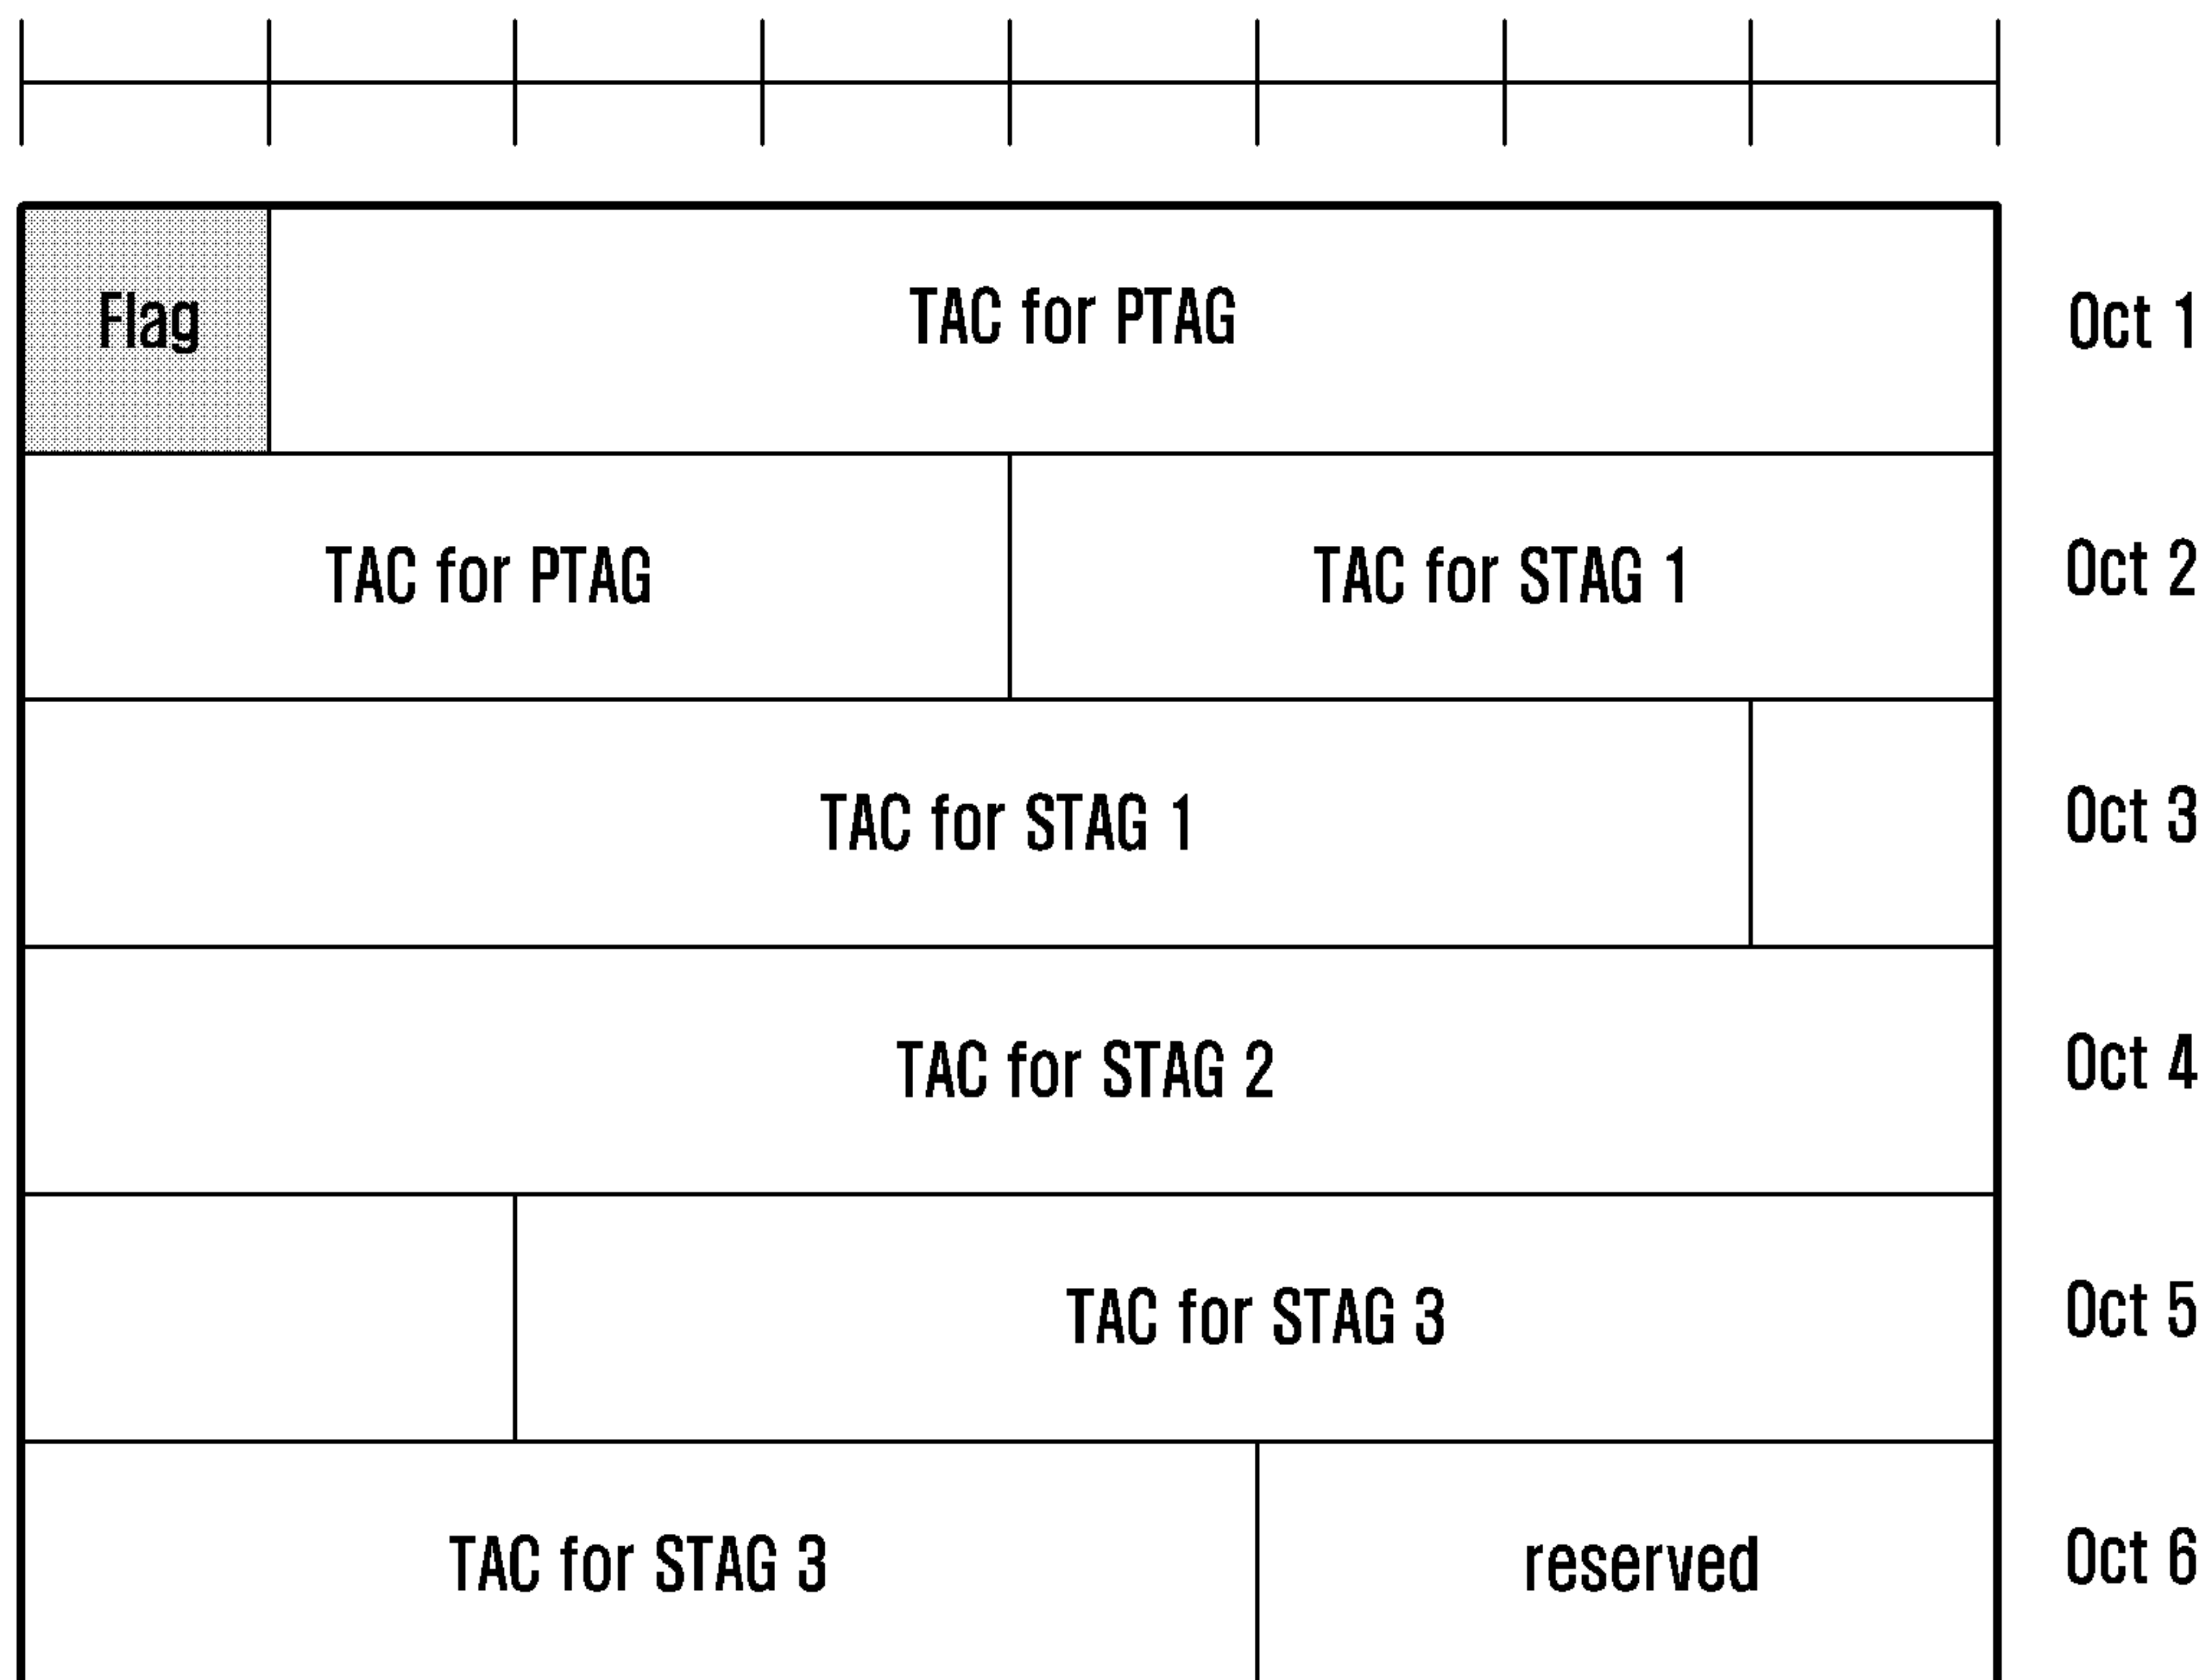 Flag TAC for PTAG Oct 1
TAC for PTAG TAC for STAG 1 Oct 2
TAC for STAG 1 Oct 3
TAC for STAG 2 Oct 4
TAC for STAG 3 Oct 5
TAC for STAG 3 reserved Oct 6